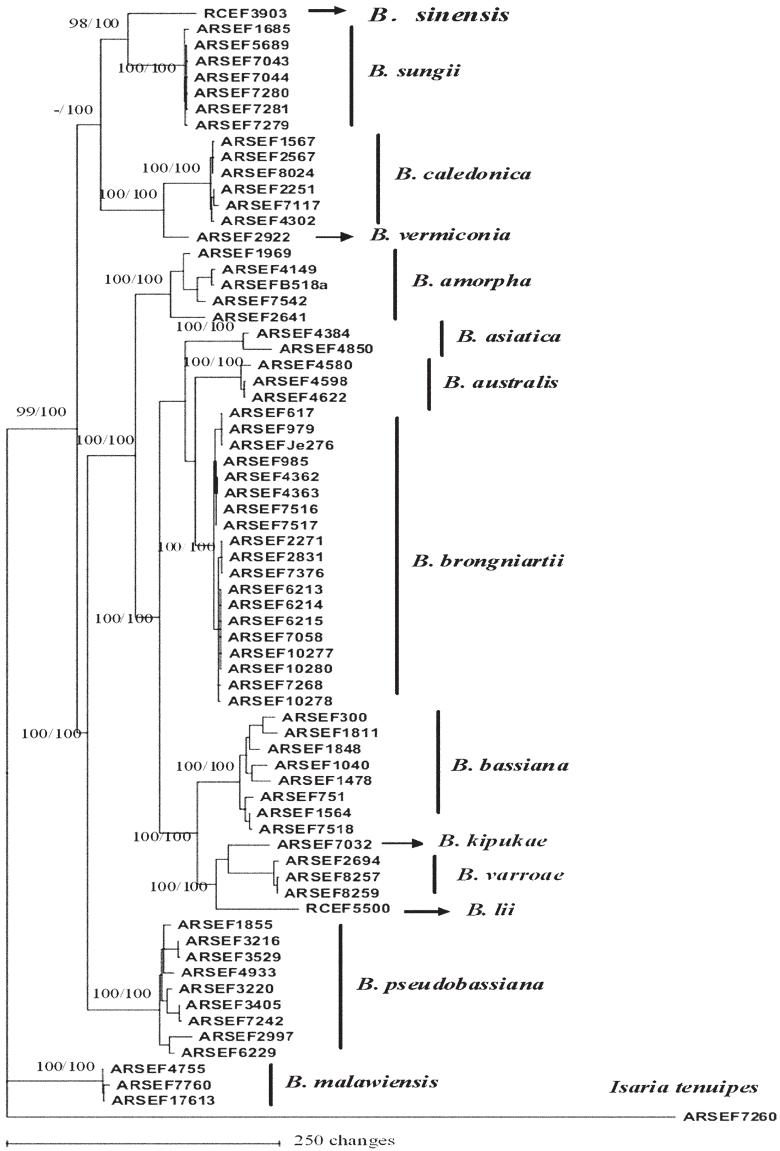 98/100
RCEF3903
B. sinensis
ARSEF1685
ARSEF5689
ARSEF7043
100/100
ARSEF7044
B. sungii
ARSEF7280
-/100
ARSEF7281
ARSEF7279
ARSEF1567
ARSEF2567
100/100
ARSEF8024
B. caledonica
ARSEF2251
100/100
ARSEF7117
ARSEF4302
ARSEF2922
B. vermiconia
ARSEF1969
ARSEF4149
100/100
ARSEFB518a
B. amorpha
ARSEF7542
ARSEF2641
100/100
ARSEF4384
B. asiatica
ARSEF4850
100/100
ARSEF4580
ARSEF4598
B. australis
ARSEF4622
99/100
ARSEF617
ARSEF979
100/100
ARSEFJe276
ARSEF985
ARSEF4362
ARSEF4363
ARSEF7516
ARSEF7517
ARSEF2271
100/100
ARSEF2831
B. brongniartii
ARSEF7376
ARSEF6213
ARSEF6214
100/100
ARSEF6215
ARSEF7058
ARSEF10277
ARSEF10280
ARSEF7268
ARSEF10278
ARSEF300
100/100
ARSEF1811
ARSEF1848
100/100
ARSEF1040
B. bassiana
ARSEF1478
ARSEF751
ARSEF1564
ARSEF7518
100/100
ARSEF7032
B. kipukae
ARSEF2694
ARSEF8257
B. varroae
100/100
ARSEF8259
RCEF5500
B. lii
ARSEF1855
ARSEF3216
ARSEF3529
ARSEF4933
B. pseudobassiana
100/100
ARSEF3220
ARSEF3405
ARSEF7242
ARSEF2997
ARSEF6229
100/100
ARSEF4755
ARSEF7760
B. malawiensis
ARSEF17613
Isaria tenuipes
ARSEF7260
250 changes